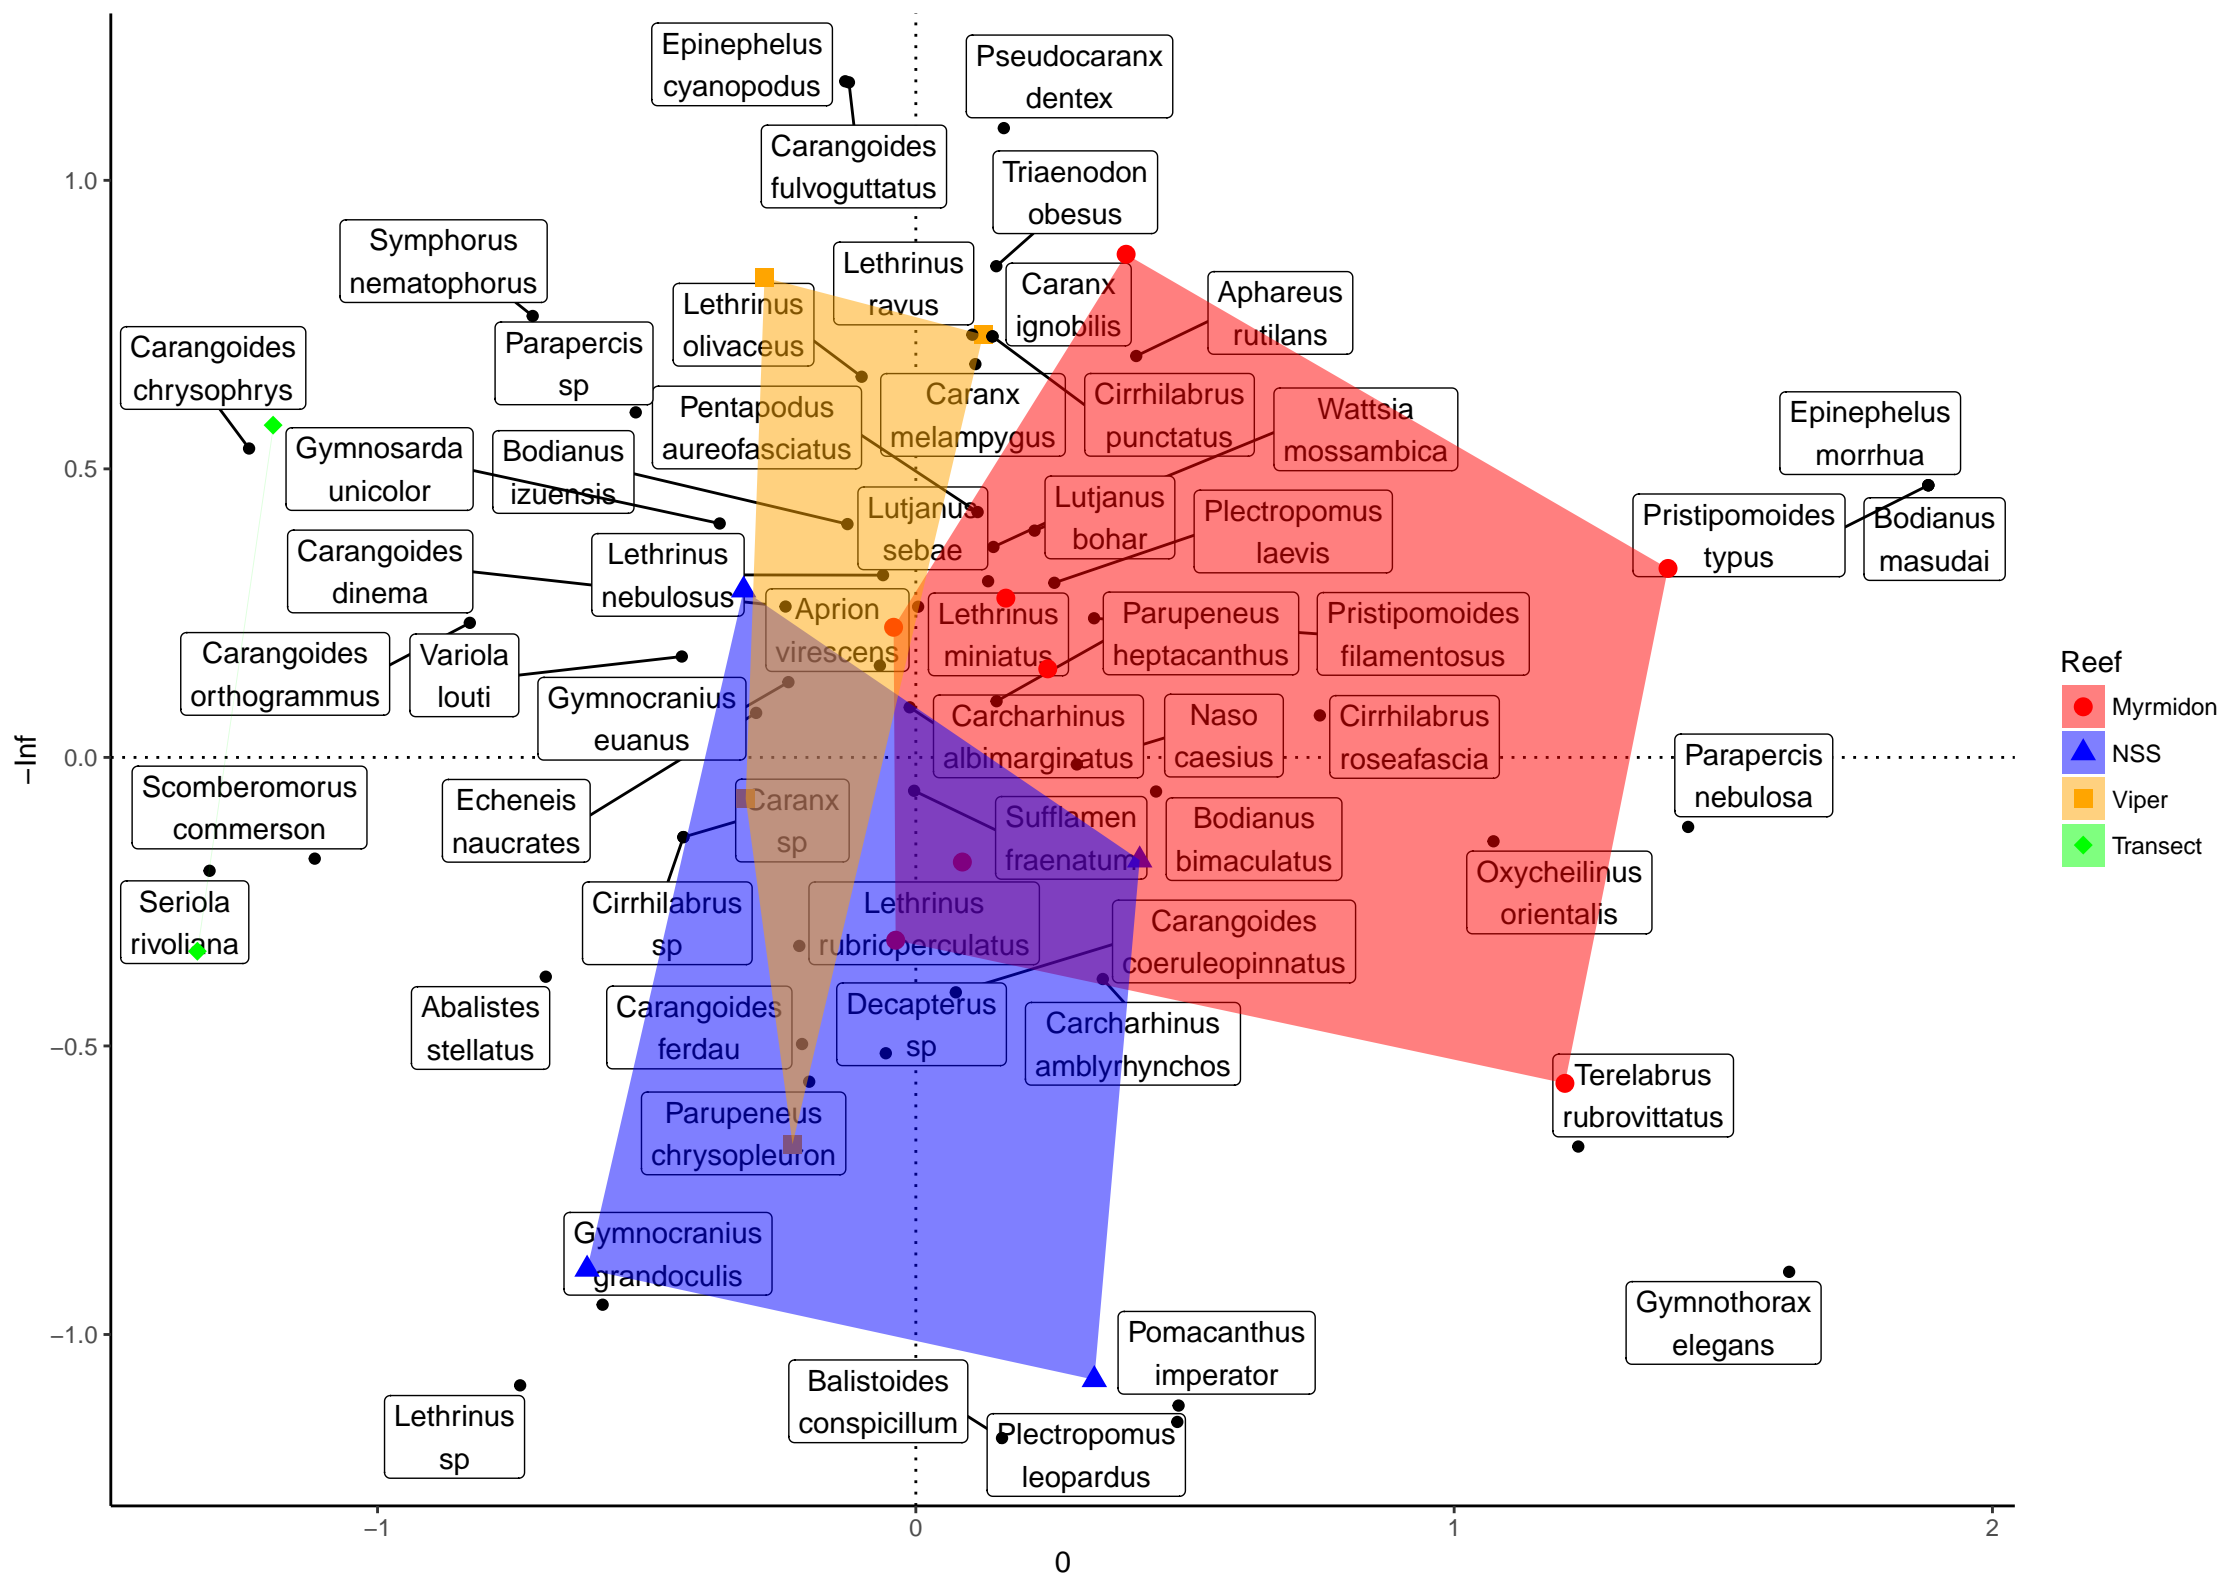 Epinephelus
cyanopodus
Pseudocaranx
dentex
Carangoides
fulvoguttatus
Triaenodon
obesus
Symphorus
nematophorus
Lethrinus
ravus
Caranx
ignobilis
Aphareus
rutilans
Lethrinus
olivaceus
Parapercis
sp
Carangoides
chrysophrys
Pentapodus
aureofasciatus
Caranx
melampygus
Cirrhilabrus
punctatus
Wattsia
mossambica
Epinephelus
morrhua
Gymnosarda
unicolor
Bodianus
izuensis
Lutjanus
sebae
Lutjanus
bohar
Plectropomus
laevis
Pristipomoides
typus
Bodianus
masudai
Carangoides
dinema
Lethrinus
nebulosus
Aprion
virescens
Lethrinus
miniatus
Parupeneus
heptacanthus
Pristipomoides
filamentosus
Carangoides
orthogrammus
Variola
louti
Gymnocranius
euanus
Carcharhinus
albimarginatus
Naso
caesius
Cirrhilabrus
roseafascia
Parapercis
nebulosa
Scomberomorus
commerson
Echeneis
naucrates
Caranx
sp
Sufflamen
fraenatum
Bodianus
bimaculatus
Oxycheilinus
orientalis
Seriola
rivoliana
Cirrhilabrus
sp
Lethrinus
rubrioperculatus
Carangoides
coeruleopinnatus
Abalistes
stellatus
Carangoides
ferdau
Decapterus
sp
Carcharhinus
amblyrhynchos
Terelabrus
rubrovittatus
Parupeneus
chrysopleuron
Gymnocranius
grandoculis
Gymnothorax
elegans
Pomacanthus
imperator
Balistoides
conspicillum
Plectropomus
leopardus
Lethrinus
sp
1.0
0.5
0.0
−0.5
−1.0
−Inf
−1
0
1
2
0
Reef
Myrmidon
NSS
Viper
Transect